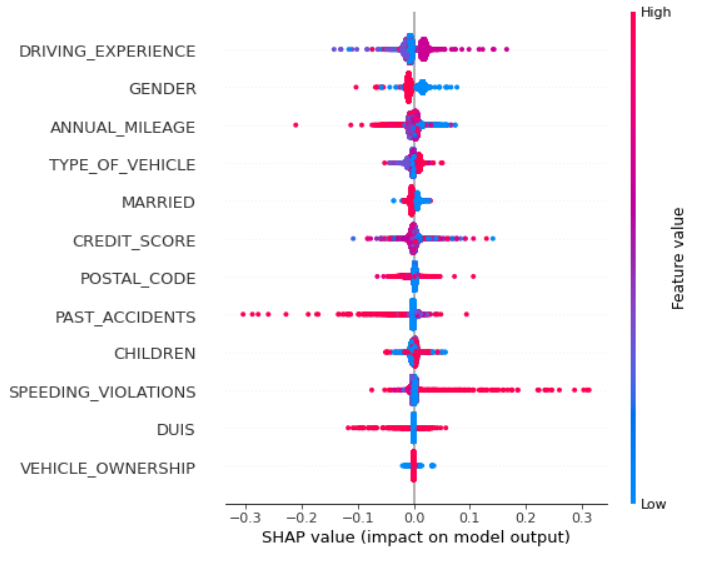 High
DRIVING_EXPERIENCE
GENDER
ANNUAL_MILEAGE
TYPE_OF_VEHICLE
MARRIED
CREDIT_SCORE
POSTAL_CODE
PAST_ACCIDENTS
CHILDREN
SPEEDING_VIOLATIONS
DUIS
VEHICLE_OWNERSHIP
Feature value
Low
−0.3 −0.2 −0.1 0.0 0.1 0.2 0.3
SHAP value (impact on model output)